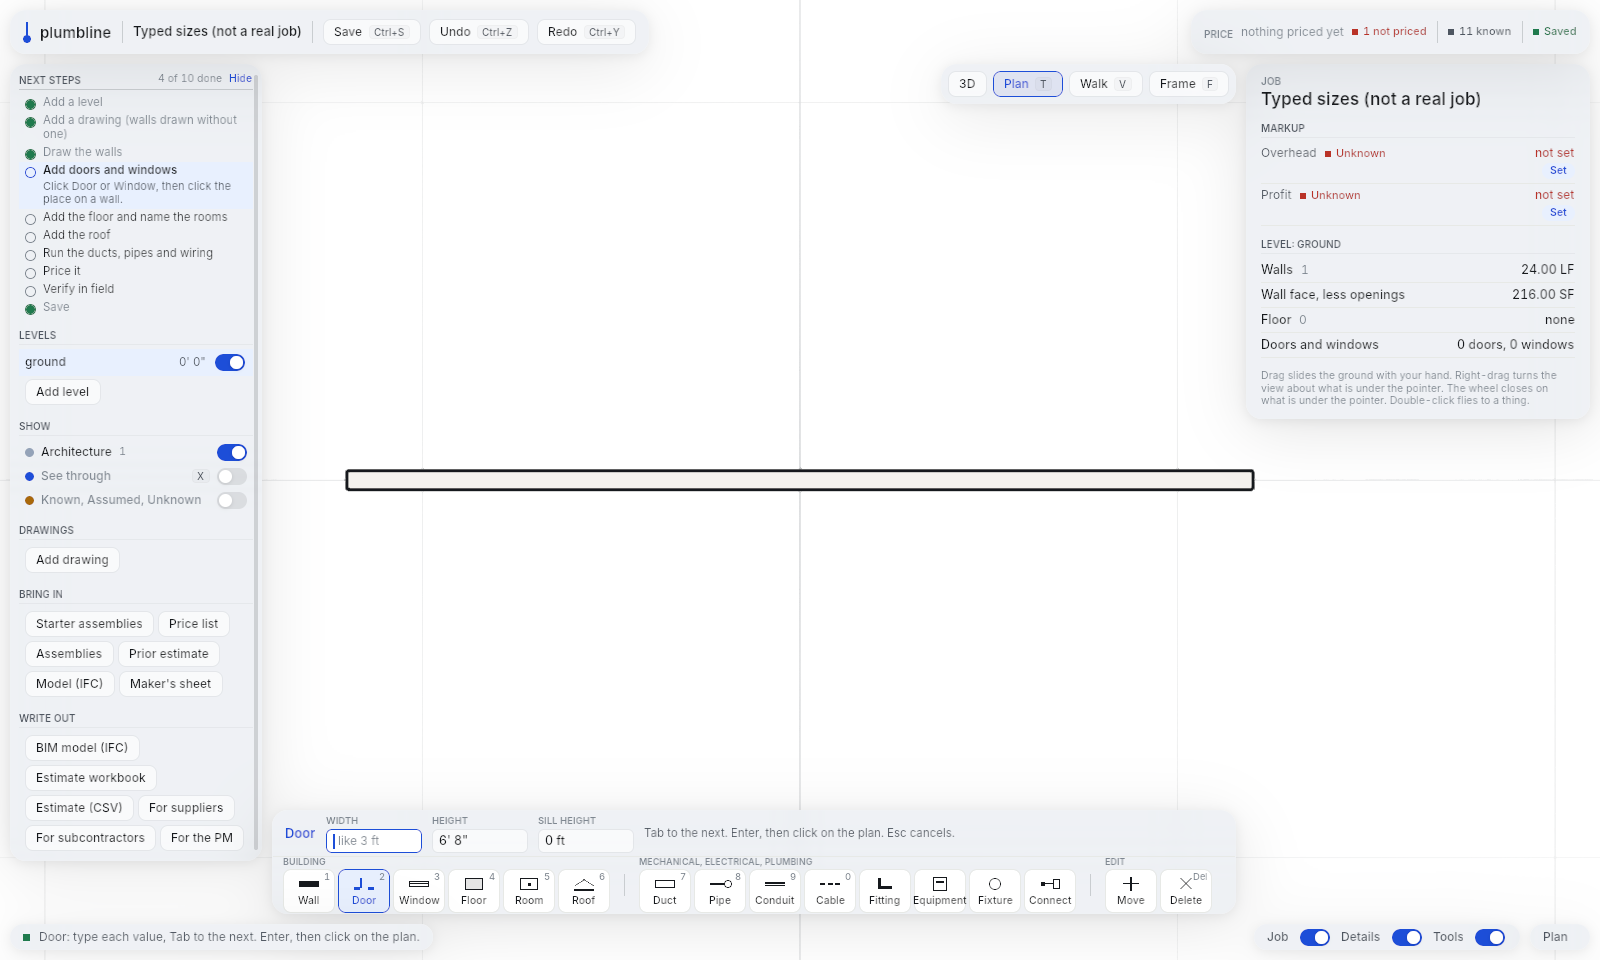 plumbline
Typed sizes (not a real job)
Save Ctrl+S
Undo Ctrl+Z
Redo Ctrl+Y
PRICE nothing priced yet 1 not priced 11 known Saved
NEXT STEPS 4 of 10 done Hide
Add a level
Add a drawing (walls drawn without
one)
Draw the walls
Add doors and windows
Click Door or Window, then click the
place on a wall.
Add the floor and name the rooms
Add the roof
Run the ducts, pipes and wiring
Price it
Verify in field
Save
LEVELS
ground 0' 0"
Add level
SHOW
Architecture 1
See through X
Known, Assumed, Unknown
DRAWINGS
Add drawing
BRING IN
Starter assemblies Price list
Assemblies Prior estimate
Model (IFC) Maker's sheet
WRITE OUT
BIM model (IFC)
Estimate workbook
Estimate (CSV) For suppliers
For subcontractors For the PM
3D Plan T Walk V Frame F
JOB
Typed sizes (not a real job)
MARKUP
Overhead Unknown not set
Set
Profit Unknown not set
Set
LEVEL: GROUND
Walls 1 24.00 LF
Wall face, less openings 216.00 SF
Floor 0 none
Doors and windows 0 doors, 0 windows
Drag slides the ground with your hand. Right-drag turns the
view about what is under the pointer. The wheel closes on
what is under the pointer. Double-click flies to a thing.
WIDTH HEIGHT SILL HEIGHT
Door like 3 ft 6' 8" 0 ft Tab to the next. Enter, then click on the plan. Esc cancels.
BUILDING MECHANICAL, ELECTRICAL, PLUMBING EDIT
1 2 3 4 5 6 7 8 9 0 Del
Wall Door Window Floor Room Roof Duct Pipe Conduit Cable Fitting Equipment Fixture Connect Move Delete
Door: type each value, Tab to the next. Enter, then click on the plan.
Job Details Tools Plan